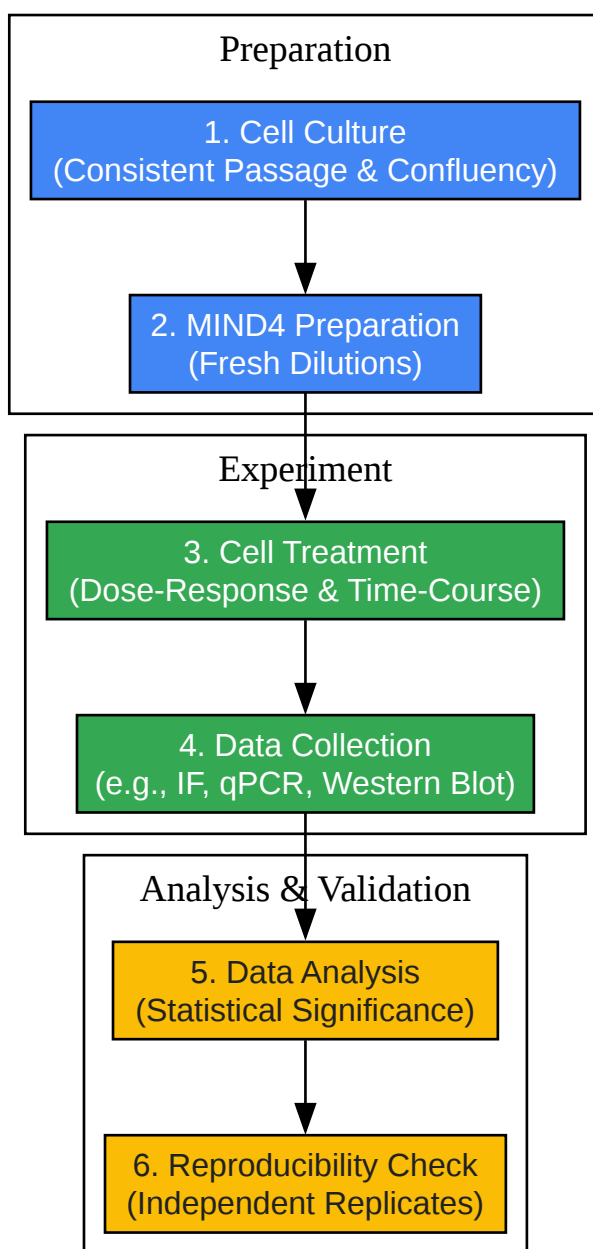 Preparation
1. Cell Culture
(Consistent Passage & Confluency)
2. MIND4 Preparation
(Fresh Dilutions)
Experiment
3. Cell Treatment
(Dose-Response & Time-Course)
4. Data Collection
(e.g., IF, qPCR, Western Blot)
Analysis & Validation
5. Data Analysis
(Statistical Significance)
6. Reproducibility Check
(Independent Replicates)